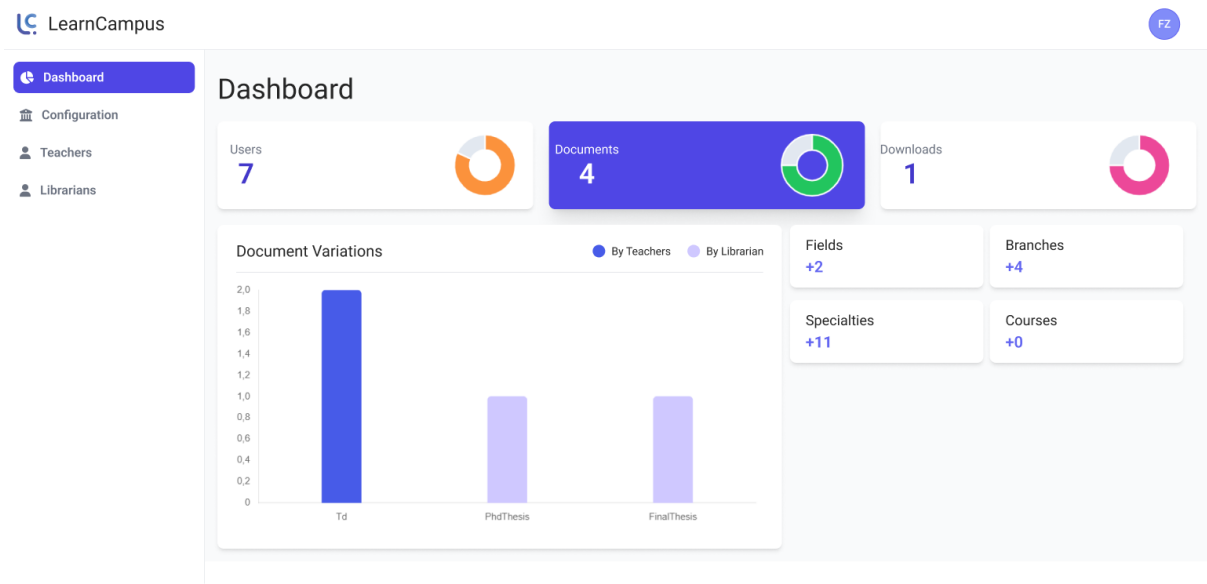 LearnCampus
FZ
Dashboard
Configuration
Teachers
Librarians
Dashboard
Users
7
Documents
4
Downloads
1
Document Variations
By Teachers
By Librarian
2,0
1,8
1,6
1,4
1,2
1,0
0,8
0,6
0,4
0,2
0
Td
PhdThesis
FinalThesis
Fields
+2
Branches
+4
Specialties
+11
Courses
+0